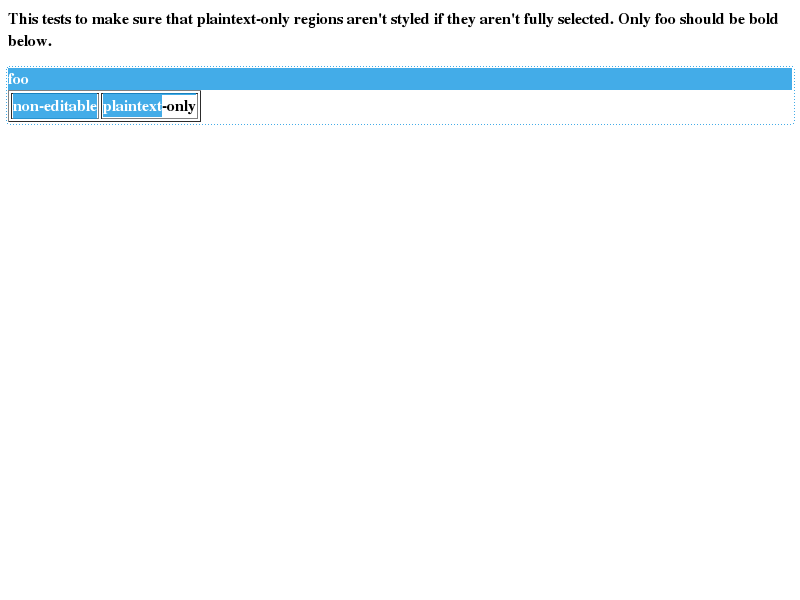 This tests to make sure that plaintext-only regions aren't styled if they aren't fully selected. Only foo should be bold
below.
foo
non-editable plaintext-only